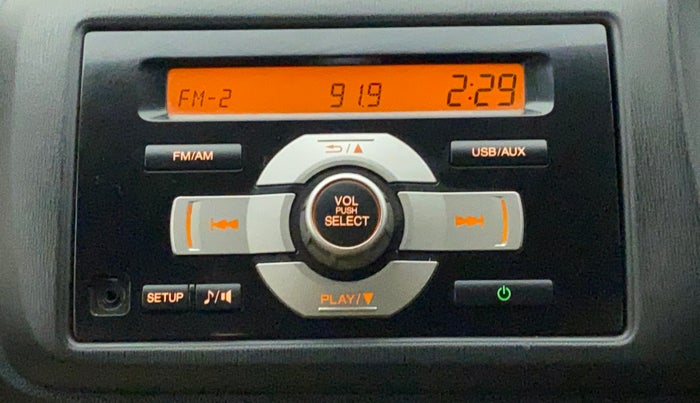 FM-2 91.9 2:29
FM/AM
/▲
USB/AUX
VOL
PUSH
SELECT
SETUP
♪/
PLAY/▼